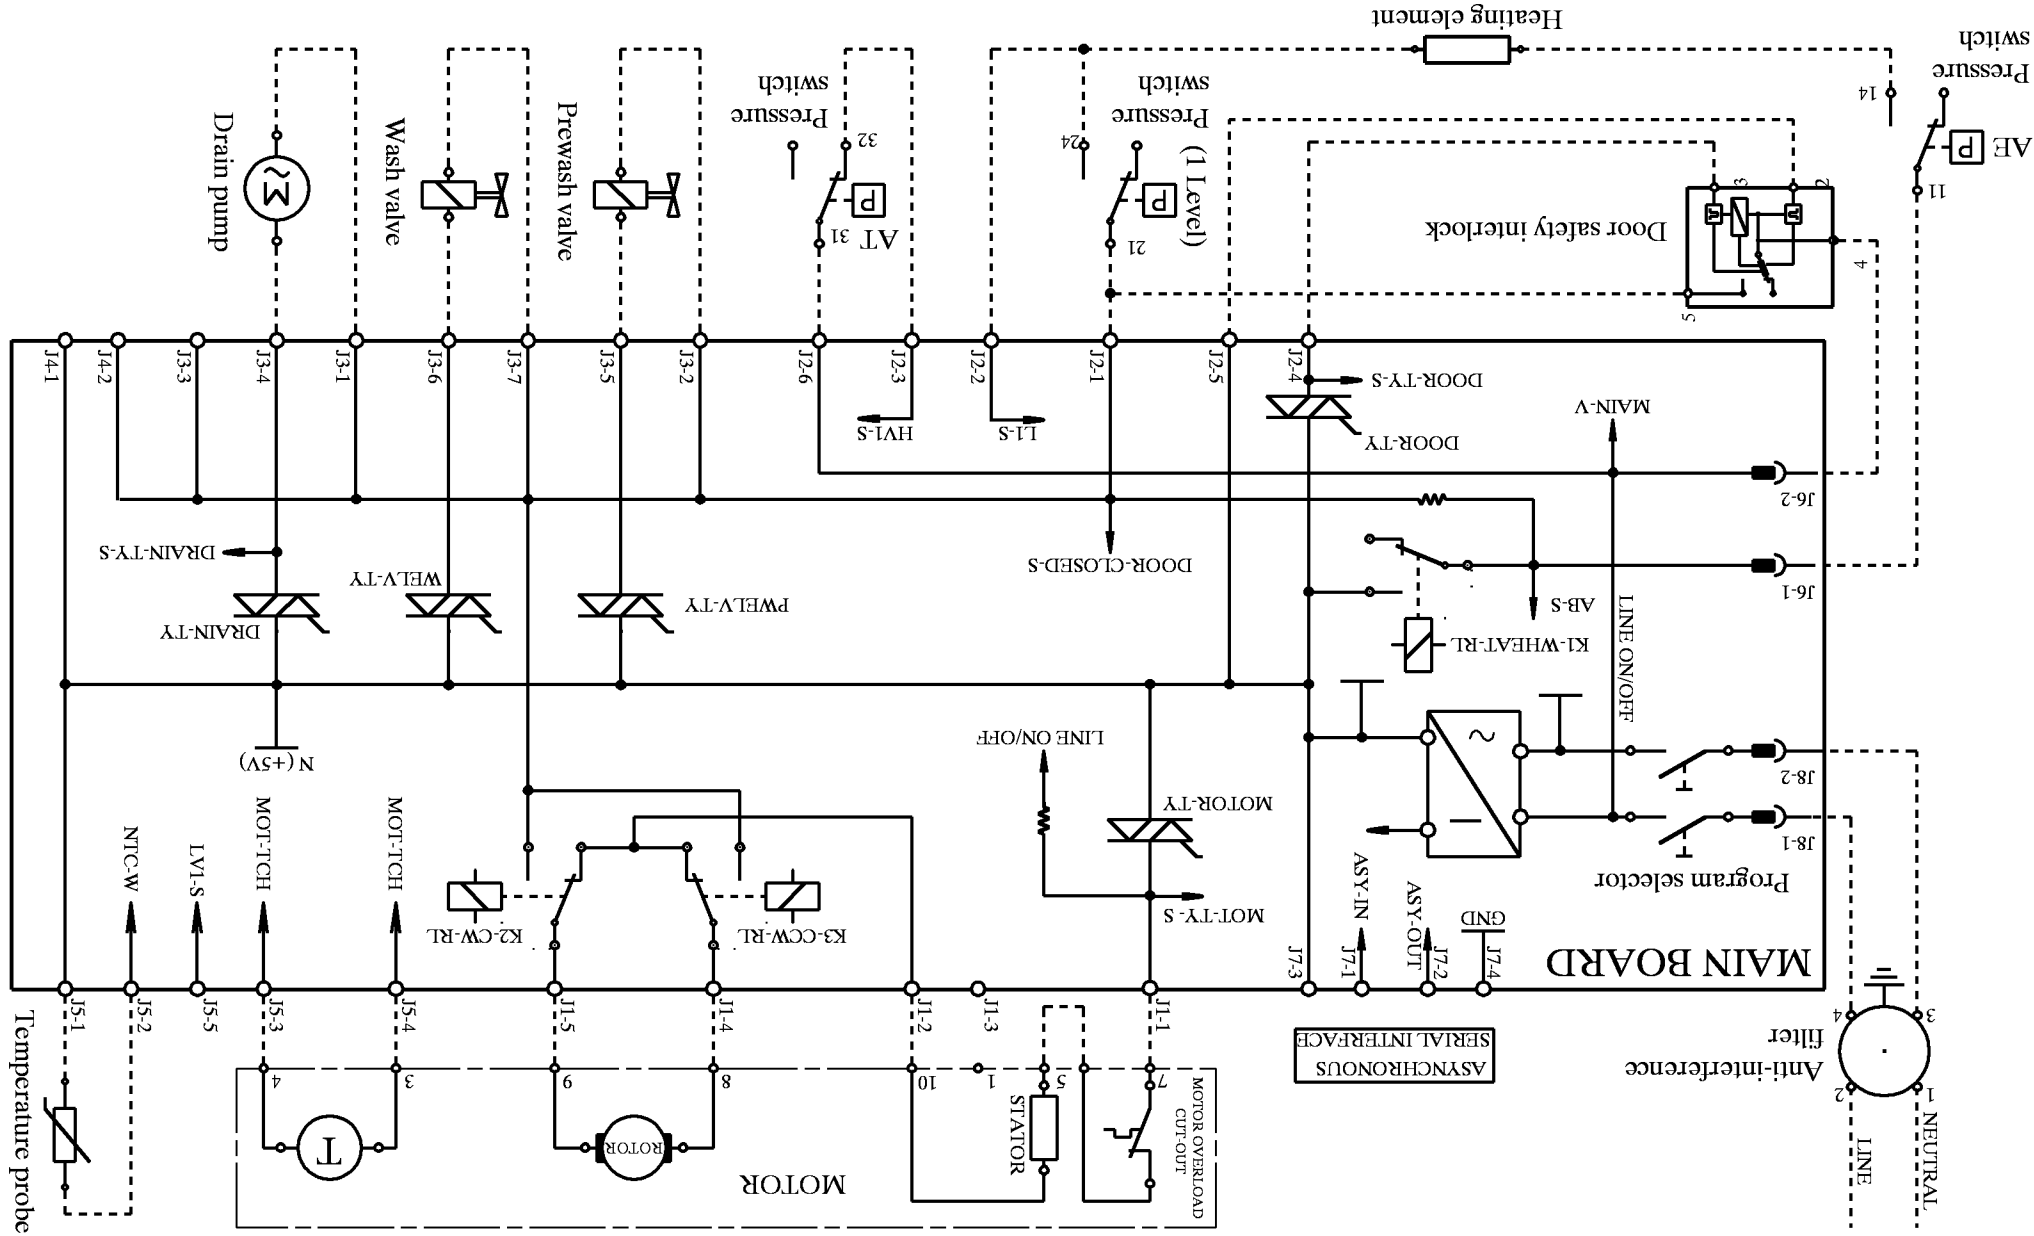 Heating element
Pressure
switch
14
AE
P
11
Pressure
switch
24
(1 Level)
P
21
Pressure
switch
32
P
31
AT
Prewash valve
Wash valve
Drain pump
M
~
Door safety interlock
3
2
4
5
J4-1
J4-2
J3-3
J3-4
J3-1
J3-6
J3-7
J3-5
J3-2
J2-6
J2-3
J2-2
J2-1
J2-5
J2-4
DOOR-TY-S
DOOR-TY
MAIN-V
HV1-S
L1-S
J6-2
J6-1
DRAIN-TY-S
DRAIN-TY
WELV-TY
PWELV-TY
DOOR-CLOSED-S
AB-S
K1-WHEAT-RL
LINE ON/OFF
N (+5V)
LINE ON/OFF
MOTOR-TY
MOT-TY-S
~
J8-2
J8-1
Program selector
NTC-W
LV1-S
MOT-TCH
MOT-TCH
K2-CW-RL
K3-CCW-RL
ASY-IN
ASY-OUT
GND
MAIN BOARD
J7-3
J7-1
J7-2
J7-4
J5-1
J5-2
J5-5
J5-3
J5-4
J1-5
J1-4
J1-2
J1-3
J1-1
ASYNCHRONOUS
SERIAL INTERFACE
Anti-interference
filter
4
3
2
1
LINE
NEUTRAL
Temperature probe
4
3
9
8
10
1
5
7
T
ROTOR
STATOR
MOTOR OVERLOAD
CUT-OUT
MOTOR